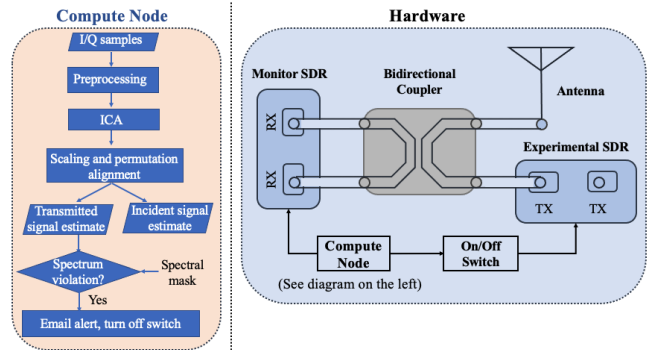 Compute Node
I/Q samples
Preprocessing
ICA
Scaling and permutation
alignment
Transmitted
signal estimate
Incident signal
estimate
Spectrum
violation?
Spectral
mask
Yes
Email alert, turn off switch
Hardware
Monitor SDR
Bidirectional
Coupler
Antenna
RX
RX
Experimental SDR
TX
TX
Compute
Node
On/Off
Switch
(See diagram on the left)